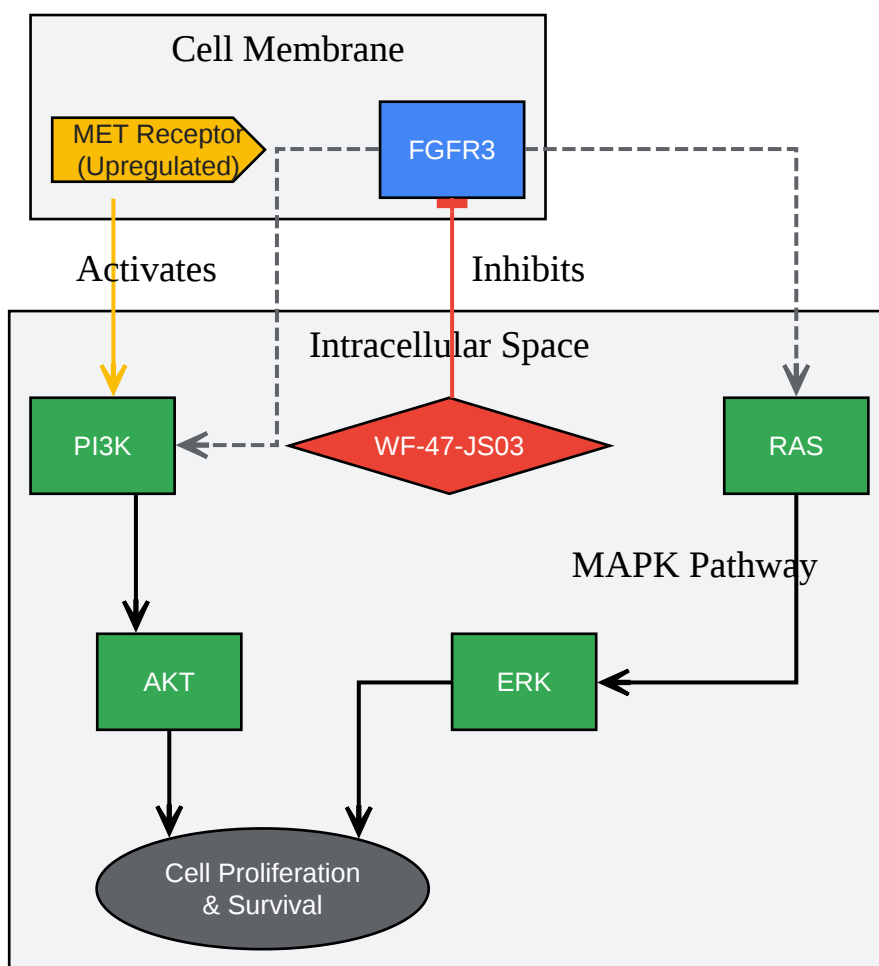 Cell Membrane
MET Receptor
(Upregulated)
FGFR3
Activates
Inhibits
Intracellular Space
PI3K
WF-47-JS03
RAS
MAPK Pathway
AKT
ERK
Cell Proliferation
& Survival